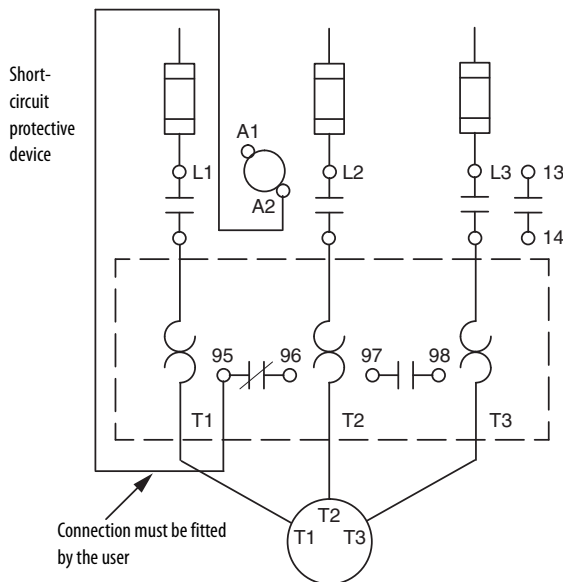 Short-
circuit
protective
device
A1
L1
A2
L2
L3
13
14
95
96
97
98
T1
T2
T3
T1
T2
T3
Connection must be fitted
by the user